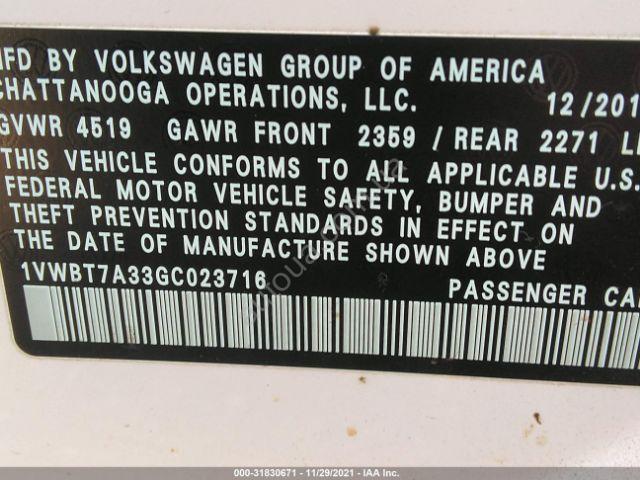 MFD BY VOLKSWAGEN GROUP OF AMERICA
CHATTANOOGA OPERATIONS, LLC. 12/201
GVWR 4519 GAWR FRONT 2359 / REAR 2271 L
THIS VEHICLE CONFORMS TO ALL APPLICABLE U.S.
FEDERAL MOTOR VEHICLE SAFETY, BUMPER AND
THEFT PREVENTION STANDARDS IN EFFECT ON
THE DATE OF MANUFACTURE SHOWN ABOVE
1VWBT7A33GC023716 PASSENGER CAR
000-31830671 - 11/29/2021 - IAA Inc.